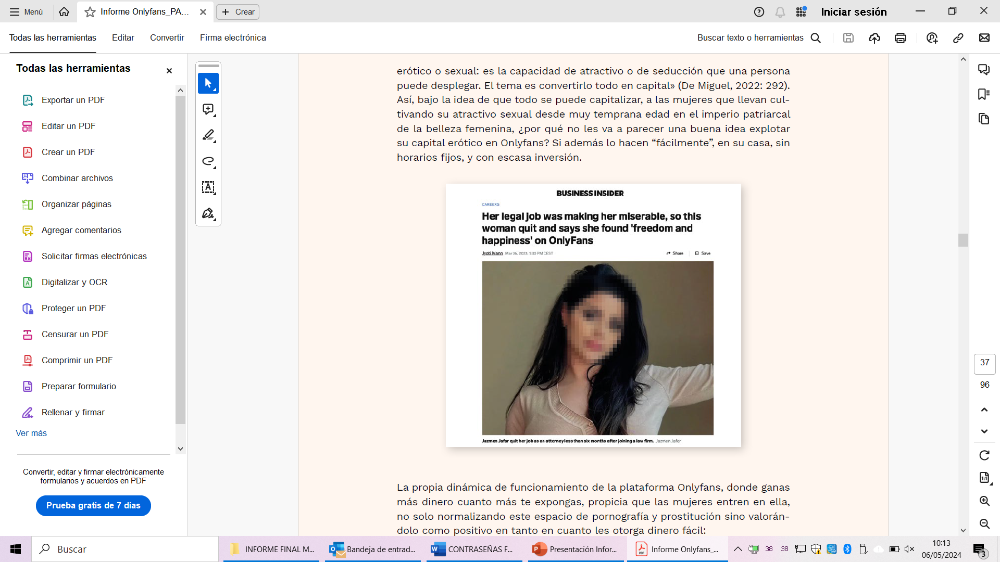 Menú
Informe Onlyfans_PA...
Crear
Iniciar sesión
Todas las herramientas
Editar
Convertir
Firma electrónica
Buscar texto o herramientas
Todas las herramientas
Exportar un PDF
Editar un PDF
Crear un PDF
Combinar archivos
Organizar páginas
Agregar comentarios
Solicitar firmas electrónicas
Digitalizar y OCR
Proteger un PDF
Censurar un PDF
Comprimir un PDF
Preparar formulario
Rellenar y firmar
Ver más
Convertir, editar y firmar electrónicamente
formularios y acuerdos en PDF
Prueba gratis de 7 días
erótico o sexual: es la capacidad de atractivo o de seducción que una persona
puede desplegar. El tema es convertirlo todo en capital» (De Miguel, 2022: 292).
Así, bajo la idea de que todo se puede capitalizar, a las mujeres que llevan cul-
tivando su atractivo sexual desde muy temprana edad en el imperio patriarcal
de la belleza femenina, ¿por qué no les va a parecer una buena idea explotar
su capital erótico en Onlyfans? Si además lo hacen “fácilmente”, en su casa, sin
horarios fijos, y con escasa inversión.
BUSINESS INSIDER
CAREERS
Her legal job was making her miserable, so this
woman quit and says she found 'freedom and
happiness' on OnlyFans
Jyoti Mann Mar 26, 2023, 1:30 PM CEST
Share
Save
Jazmen Jafar quit her job as an attorney less than six months after joining a law firm. Jazmen Jafer
La propia dinámica de funcionamiento de la plataforma Onlyfans, donde ganas
más dinero cuanto más te expongas, propicia que las mujeres entren en ella,
no solo normalizando este espacio de pornografía y prostitución sino valorán-
dolo como positivo en tanto en cuanto les otorga dinero fácil:
37
96
1:1
Buscar
INFORME FINAL M...
Bandeja de entrad...
CONTRASEÑAS F...
Presentación Infor...
Informe Onlyfans_...
38
38
10:13
06/05/2024
3